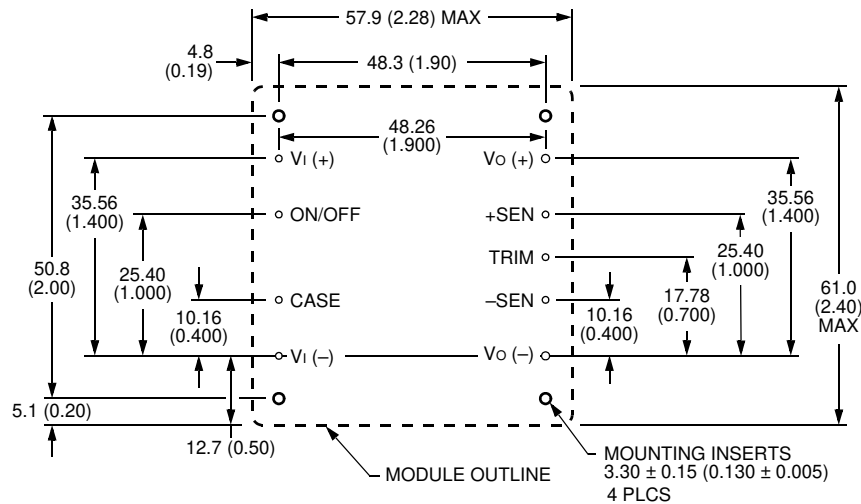 57.9 (2.28) MAX
4.8
(0.19)
48.3 (1.90)
48.26
(1.900)
VI (+)
VO (+)
35.56
(1.400)
35.56
(1.400)
ON/OFF
+SEN
TRIM
50.8
(2.00)
25.40
(1.000)
25.40
(1.000)
61.0
(2.40)
MAX
CASE
–SEN
10.16
(0.400)
10.16
(0.400)
17.78
(0.700)
VI (–)
VO (–)
5.1 (0.20)
12.7 (0.50)
MODULE OUTLINE
MOUNTING INSERTS
3.30 ± 0.15 (0.130 ± 0.005)
4 PLCS